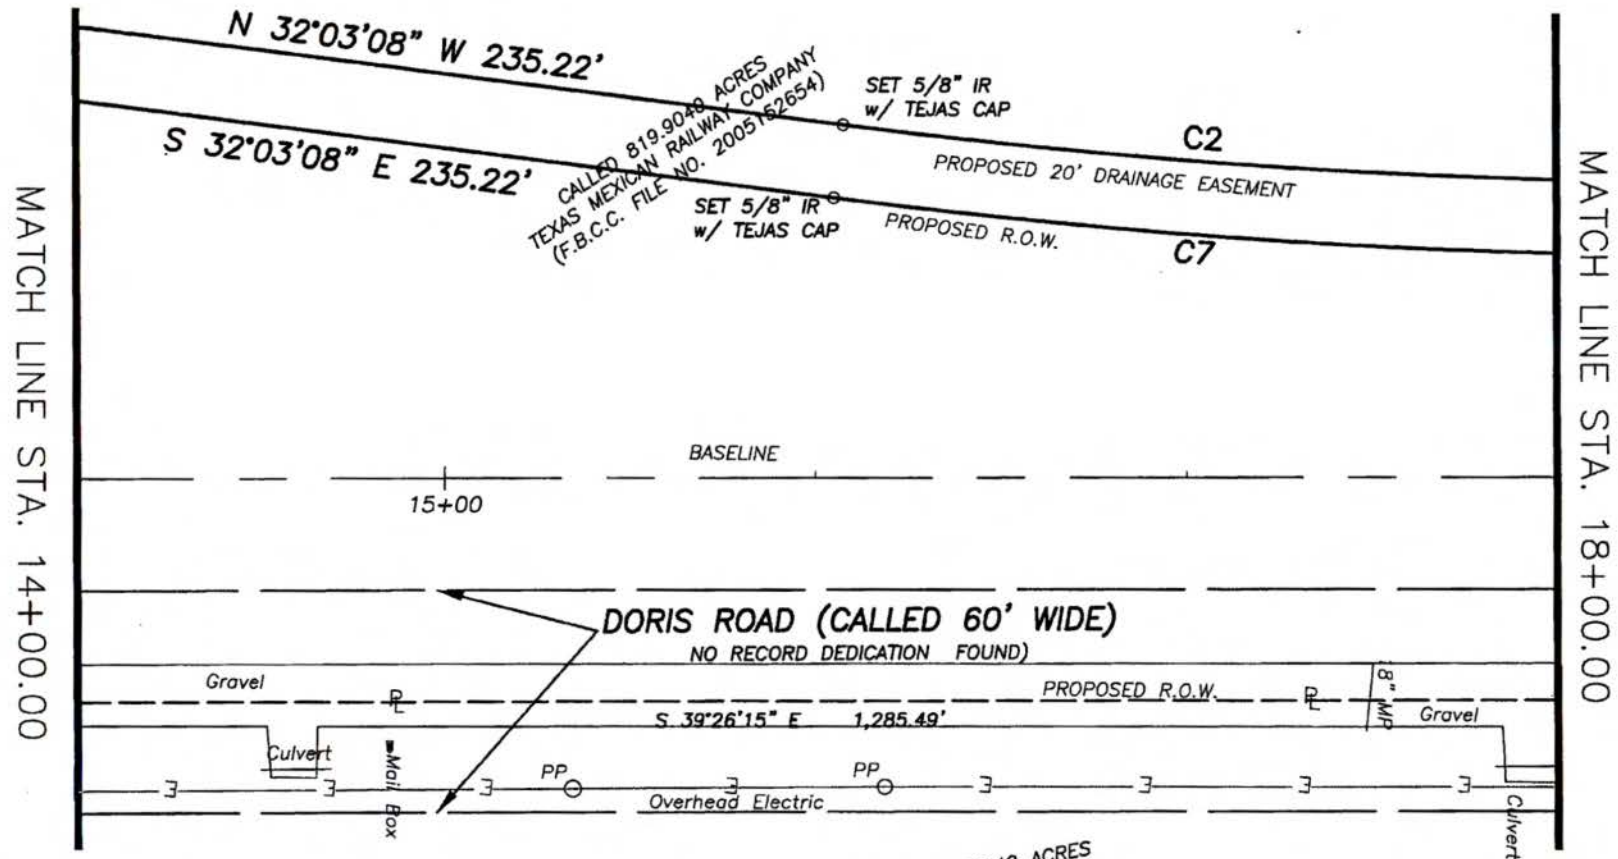 N 32°03'08" W 235.22'
S 32°03'08" E 235.22'
CALLED 819.9040 ACRES
TEXAS MEXICAN RAILWAY COMPANY
(F.B.C.C. FILE NO. 2005152654)
SET 5/8" IR
w/ TEJAS CAP
C2
PROPOSED 20' DRAINAGE EASEMENT
SET 5/8" IR
w/ TEJAS CAP
PROPOSED R.O.W.
C7
MATCH LINE STA. 14+00.00
MATCH LINE STA. 18+00.00
BASELINE
15+00
DORIS ROAD (CALLED 60' WIDE)
NO RECORD DEDICATION FOUND)
Gravel
PL
PROPOSED R.O.W.
PL
8" MP
Gravel
S 39°26'15" E 1,285.49'
Culvert
Mail Box
PP
PP
E E E E E E E E
Overhead Electric
Culvert
ACRES